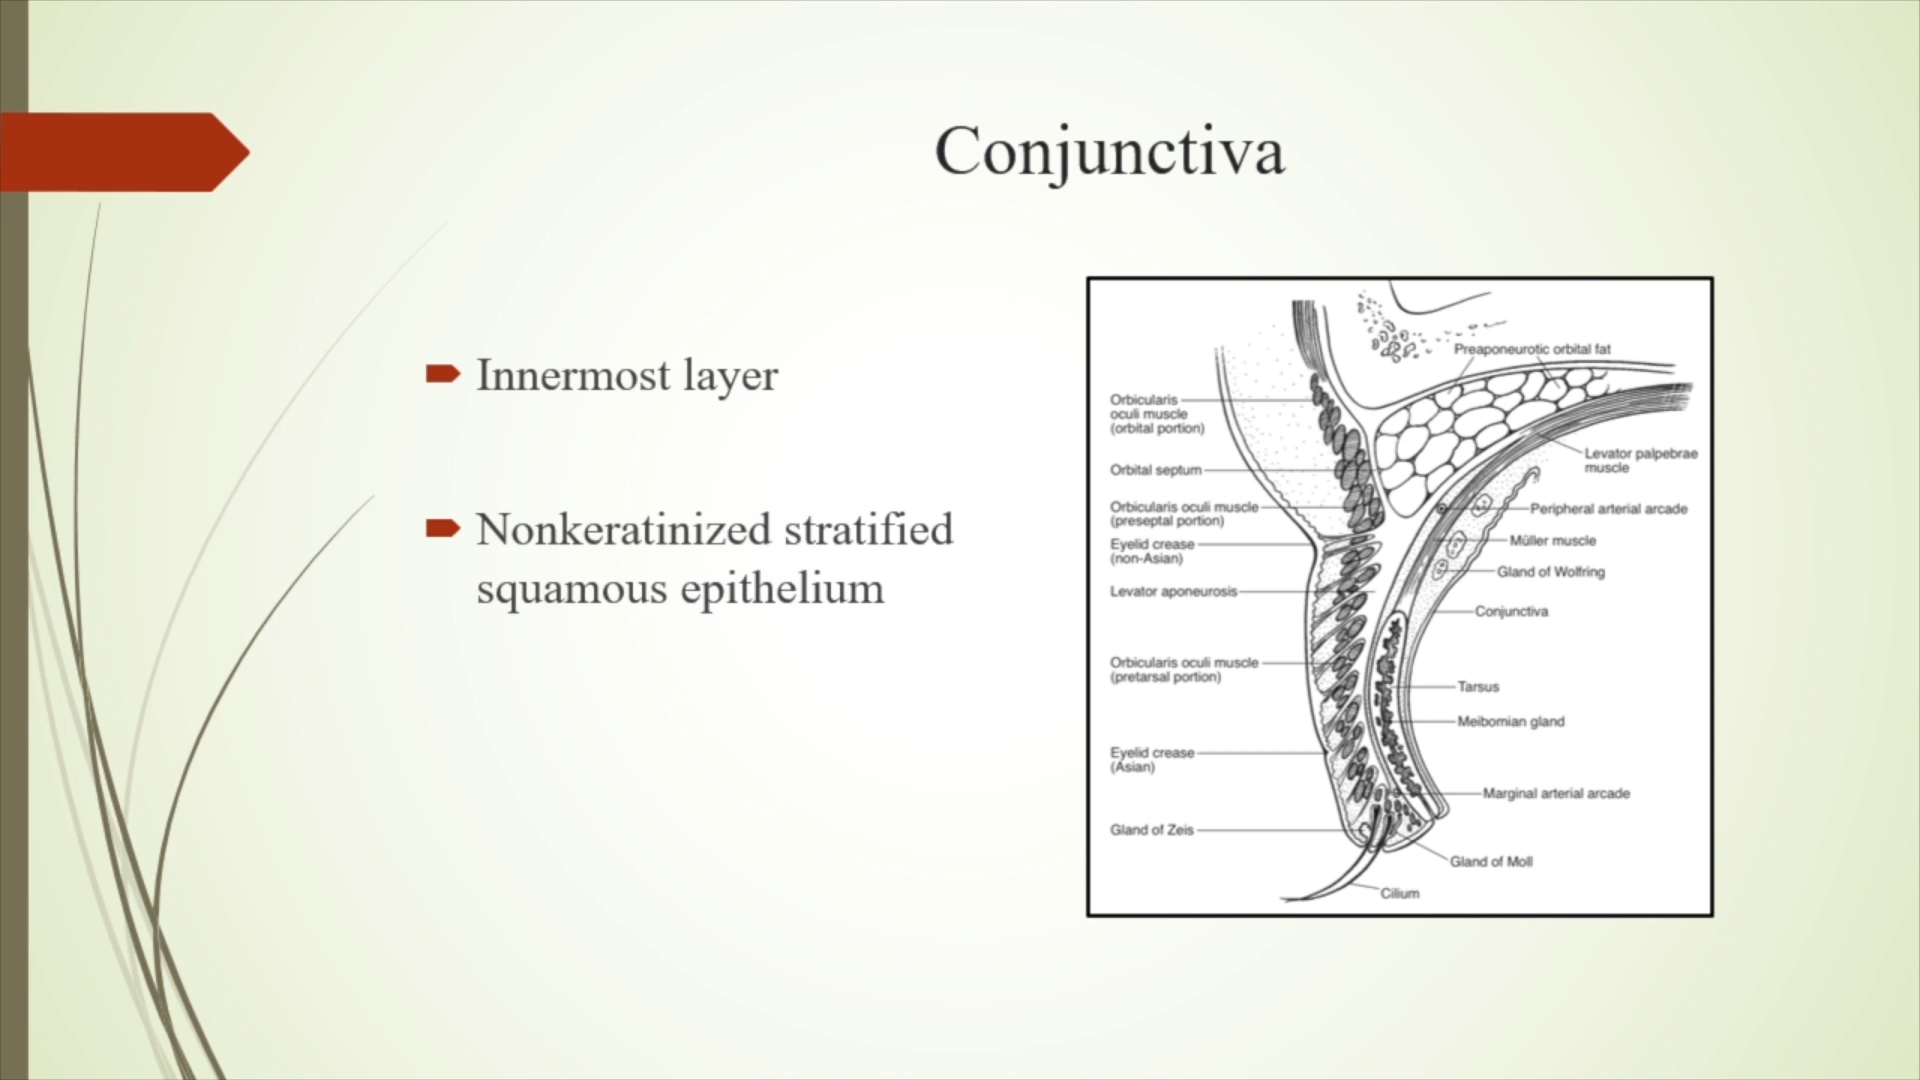 Conjunctiva
Innermost layer
Nonkeratinized stratified
squamous epithelium
Preaponeurotic orbital fat
Orbicularis
oculi muscle
(orbital portion)
Levator palpebrae
muscle
Orbital septum
Orbicularis oculi muscle
(preseptal portion)
Peripheral arterial arcade
Eyelid crease
(non-Asian)
Müller muscle
Gland of Wolfring
Levator aponeurosis
Conjunctiva
Orbicularis oculi muscle
(pretarsal portion)
Tarsus
Meibomian gland
Eyelid crease
(Asian)
Marginal arterial arcade
Gland of Zeis
Gland of Moll
Cilium